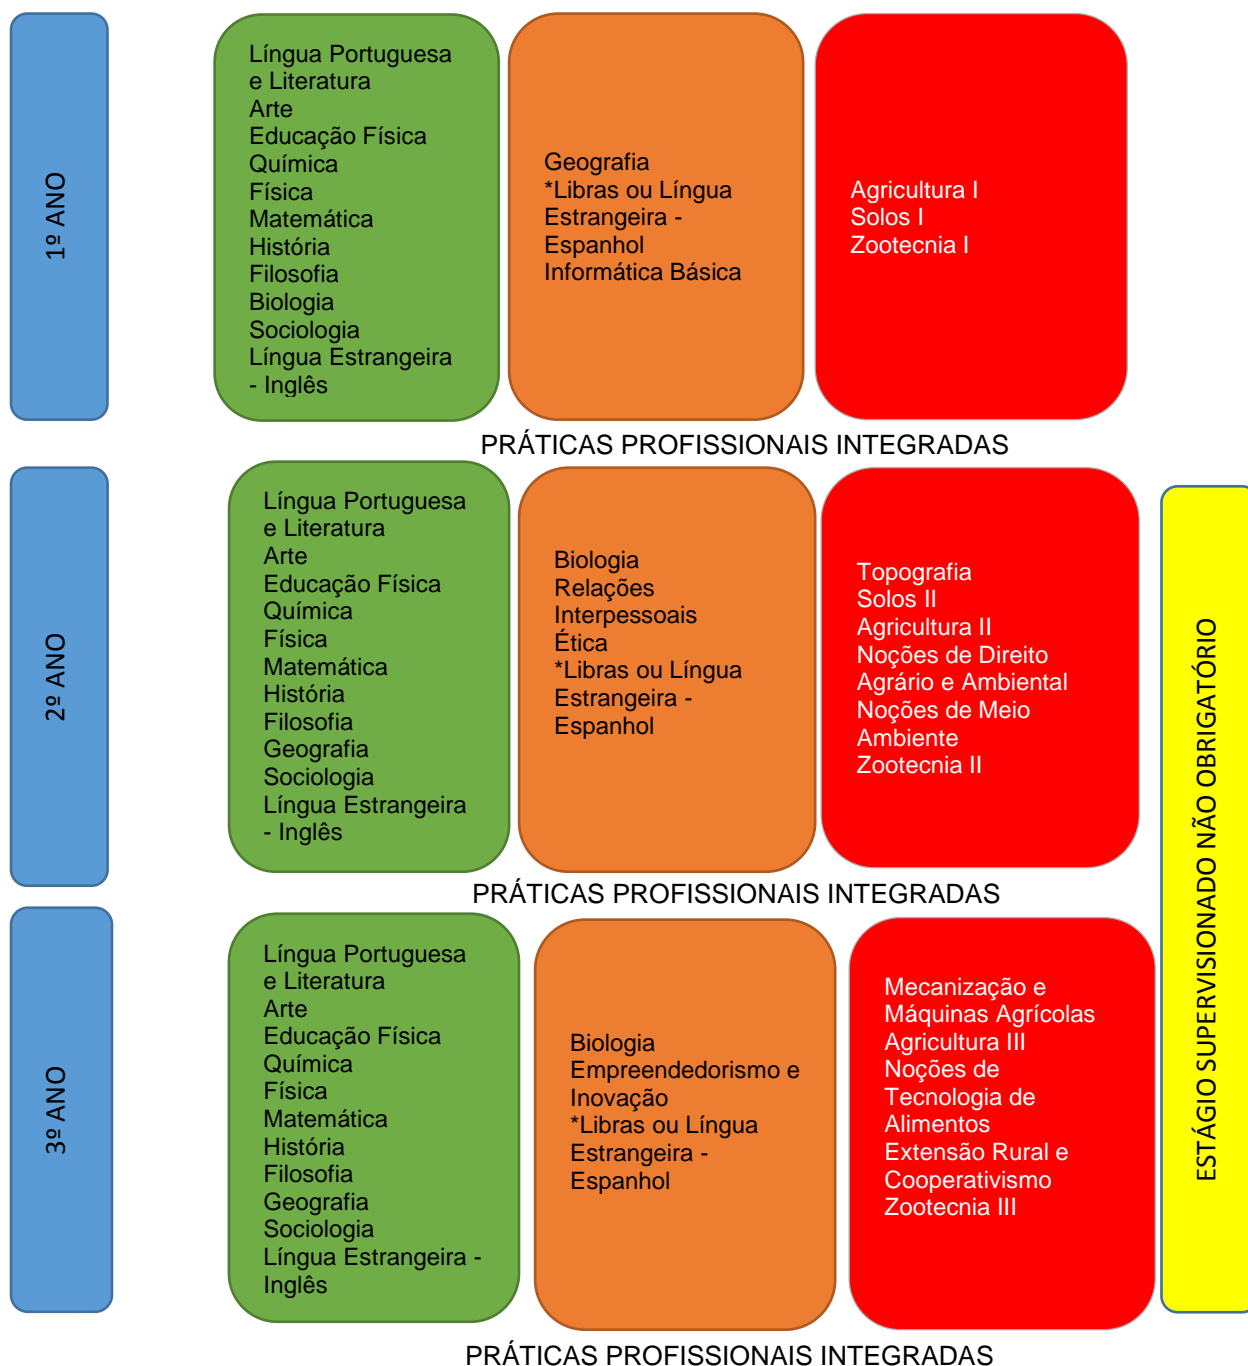 1º ANO
Língua Portuguesa
e Literatura
Arte
Educação Física
Química
Física
Matemática
História
Filosofia
Biologia
Sociologia
Língua Estrangeira
- Inglês
Geografia
*Libras ou Língua
Estrangeira -
Espanhol
Informática Básica
Agricultura I
Solos I
Zootecnia I
PRÁTICAS PROFISSIONAIS INTEGRADAS
2º ANO
Língua Portuguesa
e Literatura
Arte
Educação Física
Química
Física
Matemática
História
Filosofia
Geografia
Sociologia
Língua Estrangeira
- Inglês
Biologia
Relações
Interpessoais
Ética
*Libras ou Língua
Estrangeira -
Espanhol
Topografia
Solos II
Agricultura II
Noções de Direito
Agrário e Ambiental
Noções de Meio
Ambiente
Zootecnia II
PRÁTICAS PROFISSIONAIS INTEGRADAS
3º ANO
Língua Portuguesa
e Literatura
Arte
Educação Física
Química
Física
Matemática
História
Filosofia
Geografia
Sociologia
Língua Estrangeira -
Inglês
Biologia
Empreendedorismo e
Inovação
*Libras ou Língua
Estrangeira -
Espanhol
Mecanização e
Máquinas Agrícolas
Agricultura III
Noções de
Tecnologia de
Alimentos
Extensão Rural e
Cooperativismo
Zootecnia III
ESTÁGIO SUPERVISIONADO NÃO OBRIGATÓRIO
PRÁTICAS PROFISSIONAIS INTEGRADAS